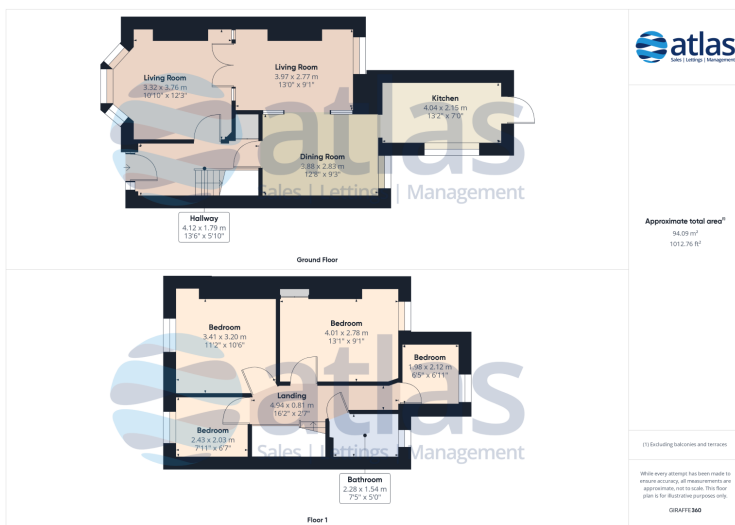 Living Room
3.32 x 3.76 m
10'10" x 12'3"
Living Room
3.97 x 2.77 m
13'0" x 9'1"
Kitchen
4.04 x 2.15 m
13'2" x 7'0"
Dining Room
3.88 x 2.83 m
12'8" x 9'3"
Hallway
4.12 x 1.79 m
13'6" x 5'10"
atlas
Sales | Lettings | Management
Ground Floor
Bedroom
3.41 x 3.20 m
11'2" x 10'6"
Bedroom
4.01 x 2.78 m
13'1" x 9'1"
Bedroom
1.98 x 2.12 m
6'5" x 6'11"
Landing
4.94 x 0.81 m
16'2" x 2'7"
Bedroom
2.43 x 2.03 m
7'11" x 6'7"
Bathroom
2.28 x 1.54 m
7'5" x 5'0"
atlas
Sales | Lettings | Management
Floor 1
atlas
Sales | Lettings | Management
Approximate total area(1)
94.09 m²
1012.76 ft²
(1) Excluding balconies and terraces
While every attempt has been made to
ensure accuracy, all measurements are
approximate, not to scale. This floor
plan is for illustrative purposes only.
GIRAFFE360